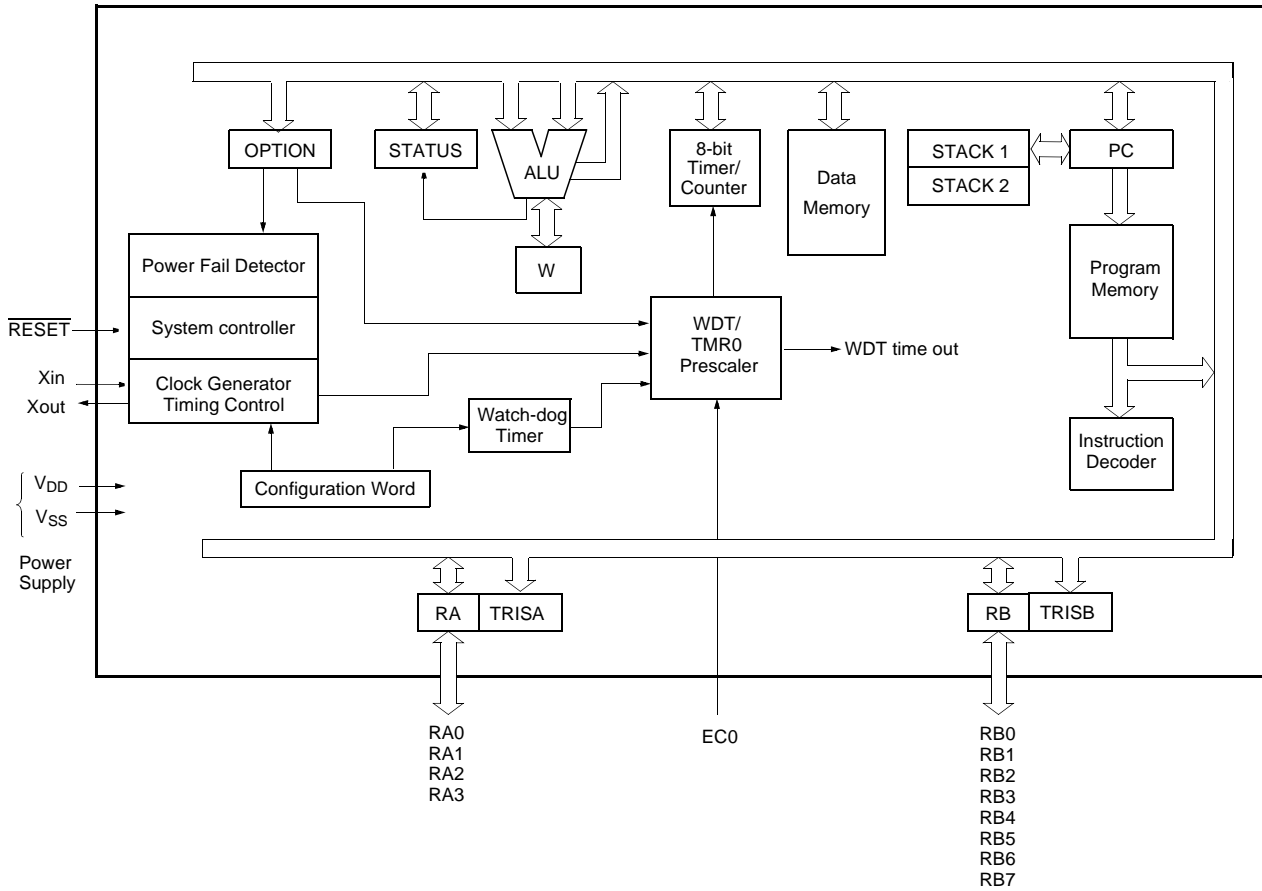 OPTION
STATUS
ALU
W
8-bit
Timer/
Counter
Data
Memory
STACK 1
STACK 2
PC
Program
Memory
Instruction
Decoder
Power Fail Detector
System controller
Clock Generator
Timing Control
RESET
Xin
Xout
WDT/
TMR0
Prescaler
WDT time out
Watch-dog
Timer
Configuration Word
VDD
VSS
Power
Supply
RA
TRISA
RB
TRISB
RA0
RA1
RA2
RA3
EC0
RB0
RB1
RB2
RB3
RB4
RB5
RB6
RB7